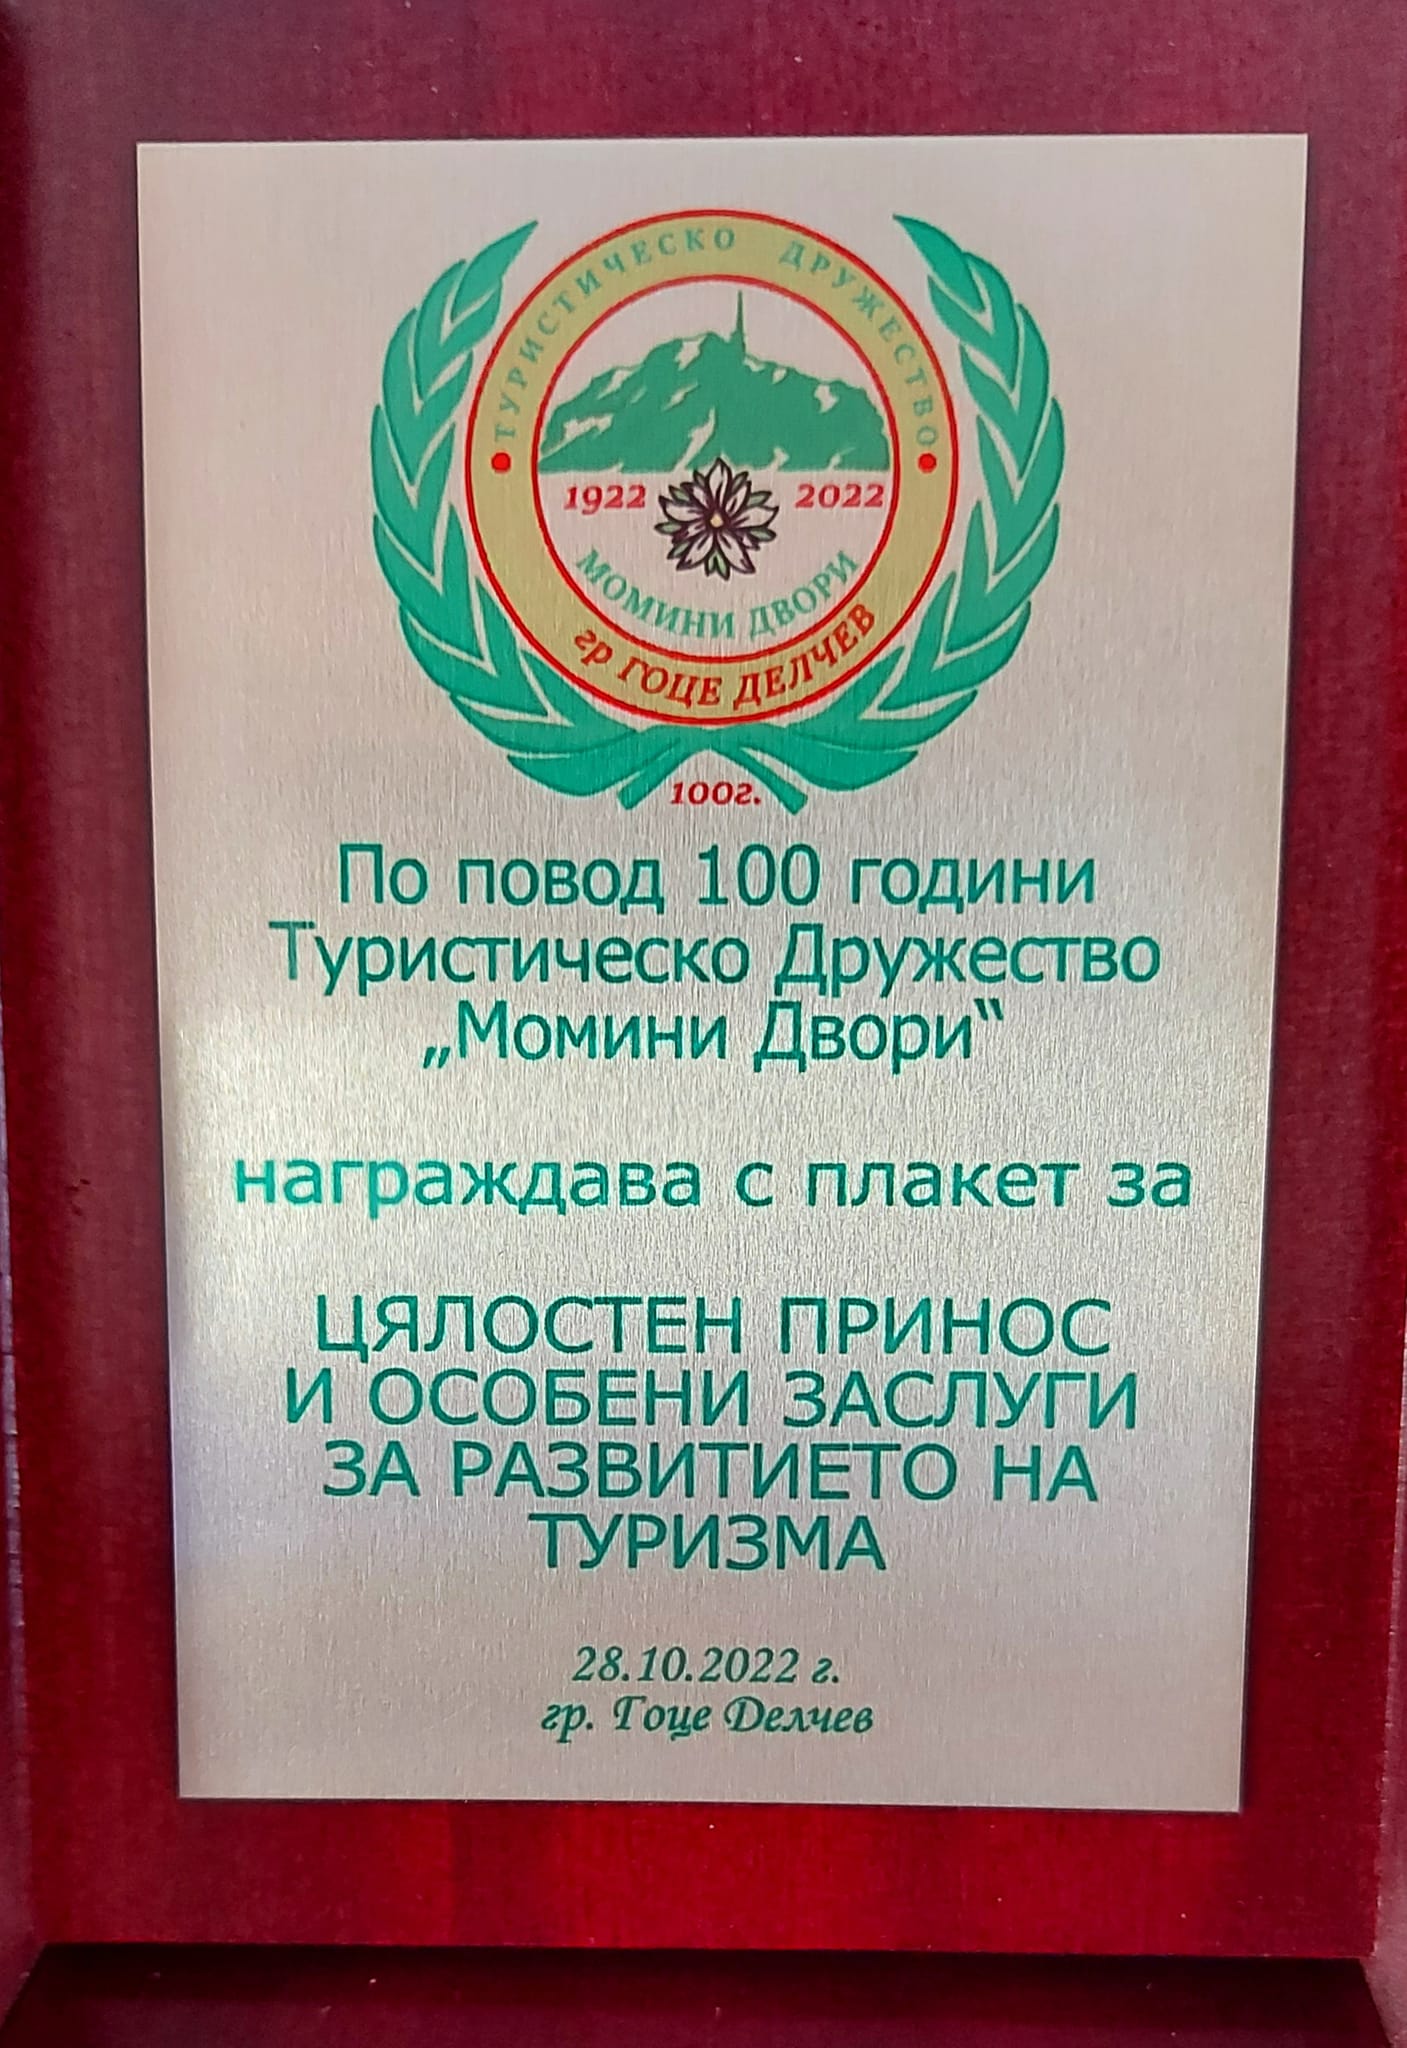 ТУРИСТИЧЕСКО ДРУЖЕСТВО
1922 2022
МОМИНИ ДВОРИ
гр ГОЦЕ ДЕЛЧЕВ
100г.
По повод 100 години
Туристическо Дружество
„Момини Двори“
награждава с плакет за
ЦЯЛОСТЕН ПРИНОС
И ОСОБЕНИ ЗАСЛУГИ
ЗА РАЗВИТИЕТО НА
ТУРИЗМА
28.10.2022 г.
гр. Гоце Делчев